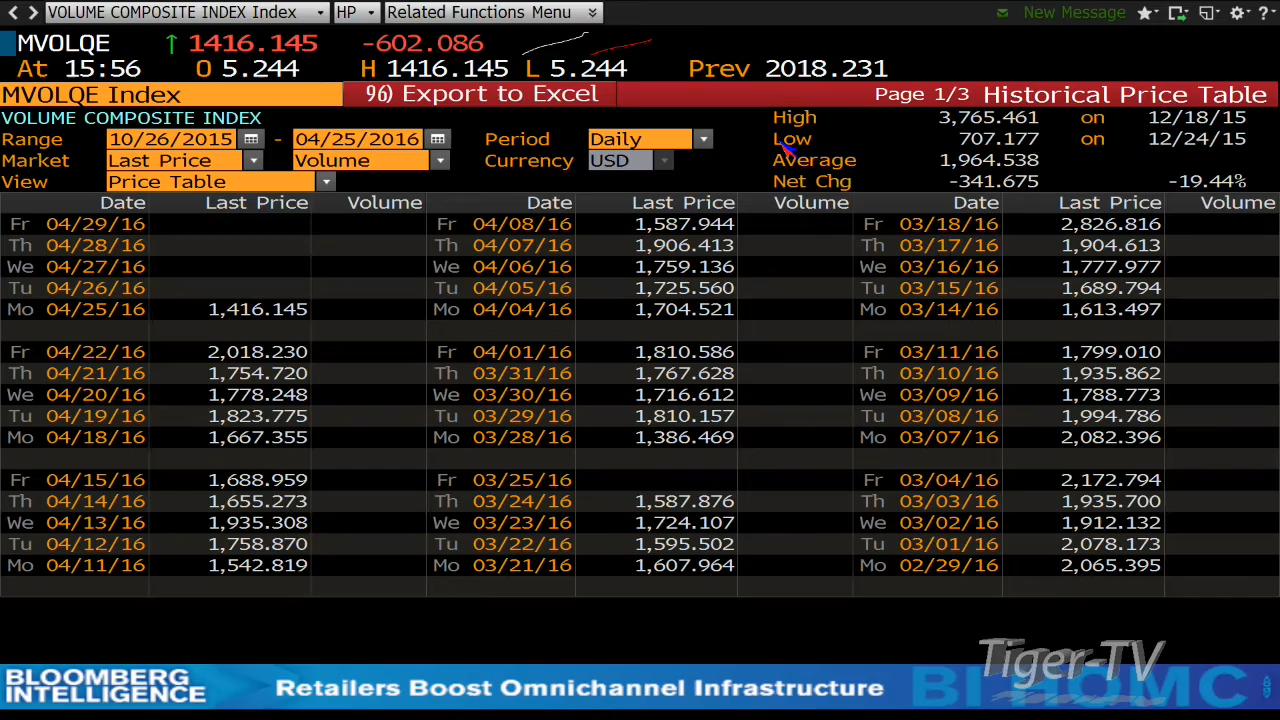 VOLUME COMPOSITE INDEX Index HP Related Functions Menu New Message
MVOLQE ↑ 1416.145 -602.086
At 15:56 O 5.244 H 1416.145 L 5.244 Prev 2018.231
MVOLQE Index 96) Export to Excel Page 1/3 Historical Price Table
VOLUME COMPOSITE INDEX High 3,765.461 on 12/18/15
Range 10/26/2015 - 04/25/2016 Period Daily Low 707.177 on 12/24/15
Market Last Price Volume Currency USD Average 1,964.538
View Price Table Net Chg -341.675 -19.44%
Date Last Price Volume Date Last Price Volume Date Last Price Volume
Fr 04/29/16 Fr 04/08/16 1,587.944 Fr 03/18/16 2,826.816
Th 04/28/16 Th 04/07/16 1,906.413 Th 03/17/16 1,904.613
We 04/27/16 We 04/06/16 1,759.136 We 03/16/16 1,777.977
Tu 04/26/16 Tu 04/05/16 1,725.560 Tu 03/15/16 1,689.794
Mo 04/25/16 1,416.145 Mo 04/04/16 1,704.521 Mo 03/14/16 1,613.497
Fr 04/22/16 2,018.230 Fr 04/01/16 1,810.586 Fr 03/11/16 1,799.010
Th 04/21/16 1,754.720 Th 03/31/16 1,767.628 Th 03/10/16 1,935.862
We 04/20/16 1,778.248 We 03/30/16 1,716.612 We 03/09/16 1,788.773
Tu 04/19/16 1,823.775 Tu 03/29/16 1,810.157 Tu 03/08/16 1,994.786
Mo 04/18/16 1,667.355 Mo 03/28/16 1,386.469 Mo 03/07/16 2,082.396
Fr 04/15/16 1,688.959 Fr 03/25/16 Fr 03/04/16 2,172.794
Th 04/14/16 1,655.273 Th 03/24/16 1,587.876 Th 03/03/16 1,935.700
We 04/13/16 1,935.308 We 03/23/16 1,724.107 We 03/02/16 1,912.132
Tu 04/12/16 1,758.870 Tu 03/22/16 1,595.502 Tu 03/01/16 2,078.173
Mo 04/11/16 1,542.819 Mo 03/21/16 1,607.964 Mo 02/29/16 2,065.395
Tiger-TV
BLOOMBERG
INTELLIGENCE
Retailers Boost Omnichannel Infrastructure